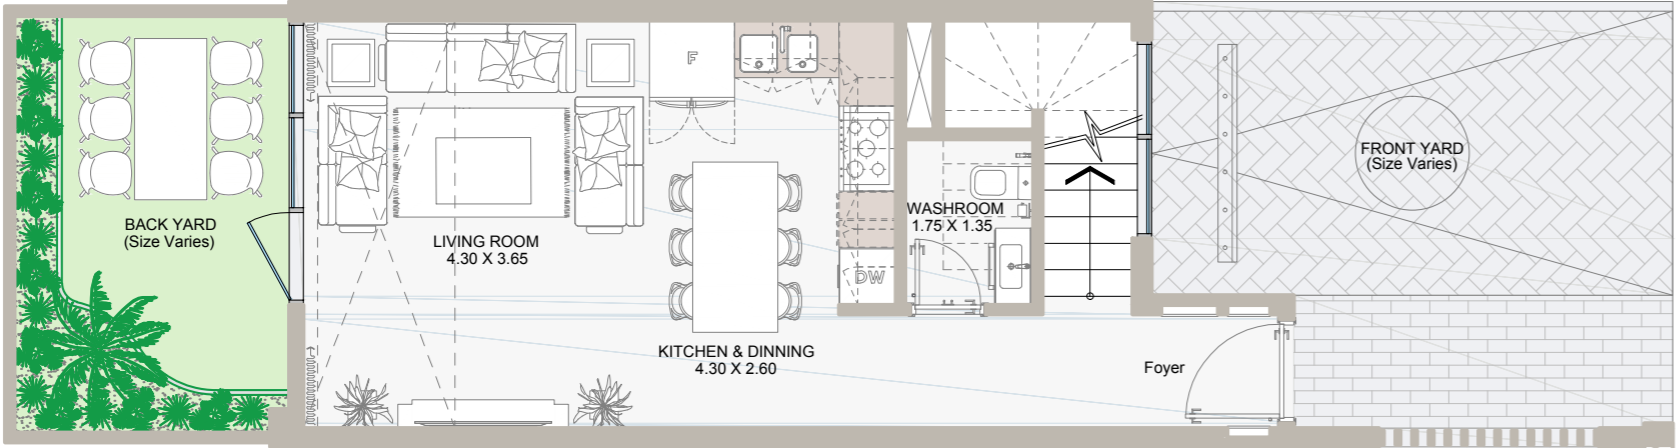 F
FRONT YARD
(Size Varies)
WASHROOM
1.75 X 1.35
BACK YARD
(Size Varies)
LIVING ROOM
4.30 X 3.65
DW
KITCHEN & DINNING
4.30 X 2.60
Foyer